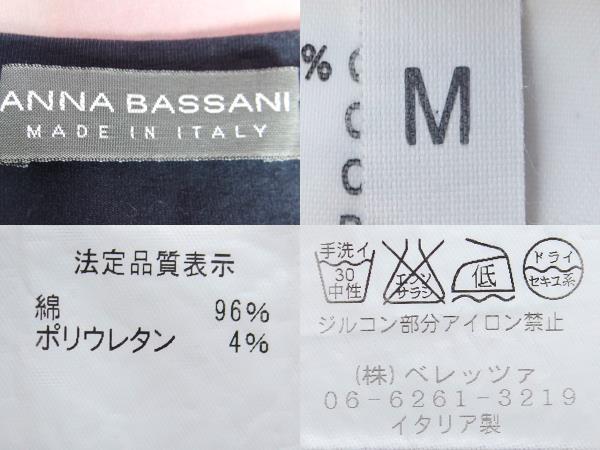 ANNA BASSANI
MADE IN ITALY
%
M
法定品質表示
綿 96%
ポリウレタン 4%
手洗イ
30
中性
エンソ
サラシ
低
ドライ
セキユ系
ジルコン部分アイロン禁止
(株)ベレッツァ
06-6261-3219
イタリア製